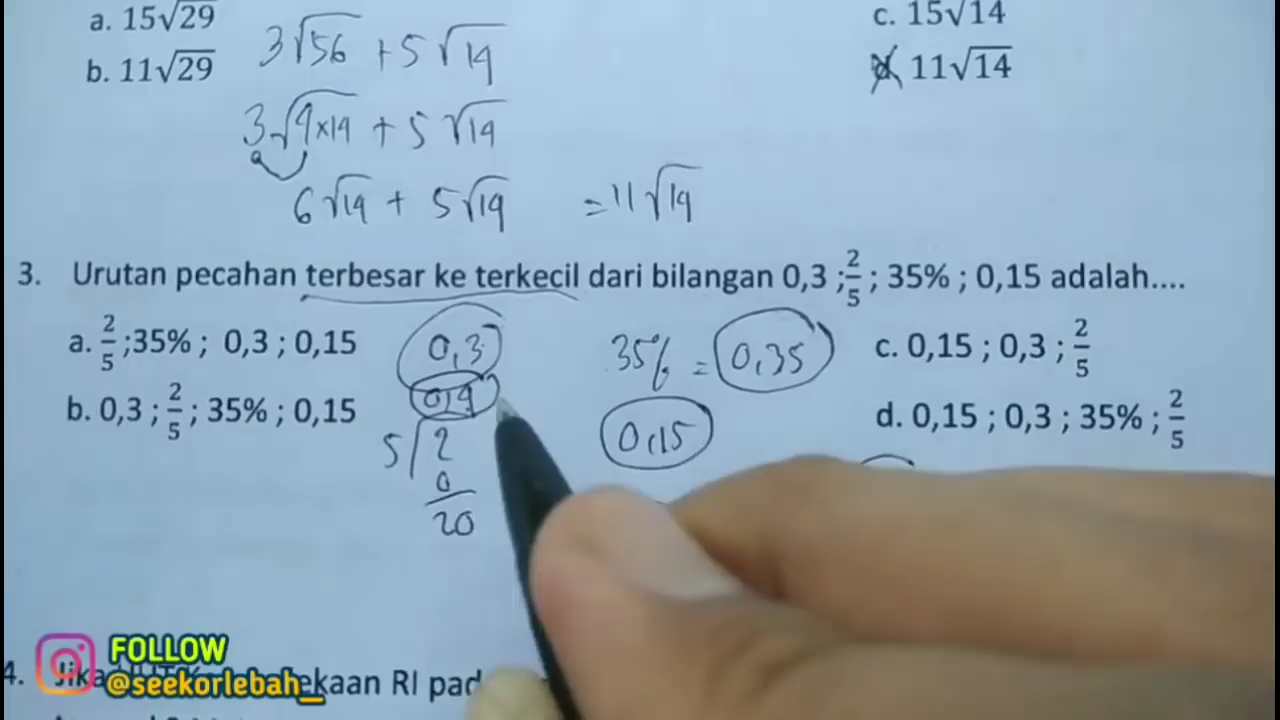 a. 15√29
c. 15√14
3√56 + 5√14
b. 11√29
d. 11√14
3√4×14 + 5√14
6√14 + 5√14 = 11√14
3. Urutan pecahan terbesar ke terkecil dari bilangan 0,3 ; 2/5 ; 35% ; 0,15 adalah....
a. 2/5 ;35% ; 0,3 ; 0,15
0,3
35% = 0,35
c. 0,15 ; 0,3 ; 2/5
b. 0,3 ; 2/5 ; 35% ; 0,15
0,4
0,15
d. 0,15 ; 0,3 ; 35% ; 2/5
5 2
0
20
FOLLOW
@seekorlebah_
4. Jika ekaan RI pad